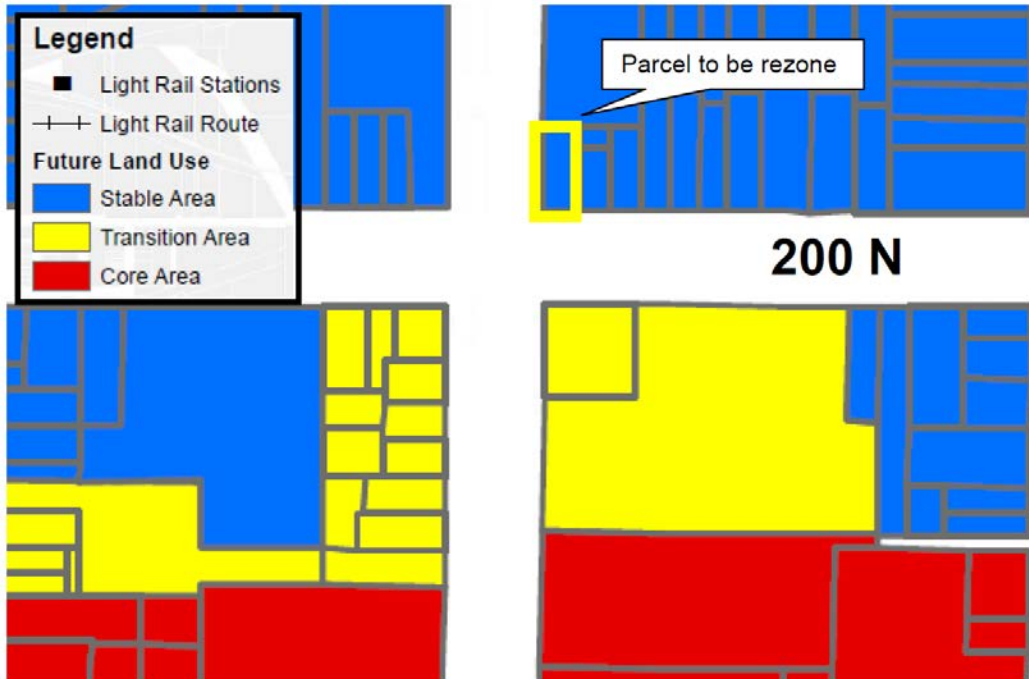 Legend
Light Rail Stations
Light Rail Route
Future Land Use
Stable Area
Transition Area
Core Area
Parcel to be rezone
200 N